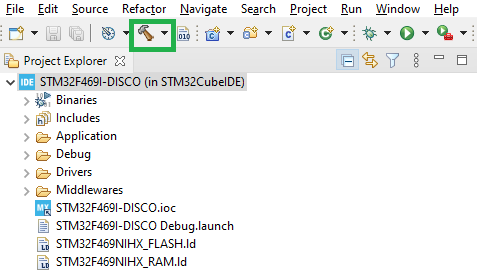 File Edit Source Refactor Navigate Search Project Run Window Help
010
Project Explorer
IDE STM32F469I-DISCO (in STM32CubeIDE)
Binaries
Includes
Application
Debug
Drivers
Middlewares
MX STM32F469I-DISCO.ioc
STM32F469I-DISCO Debug.launch
LD STM32F469NIHX_FLASH.ld
LD STM32F469NIHX_RAM.ld